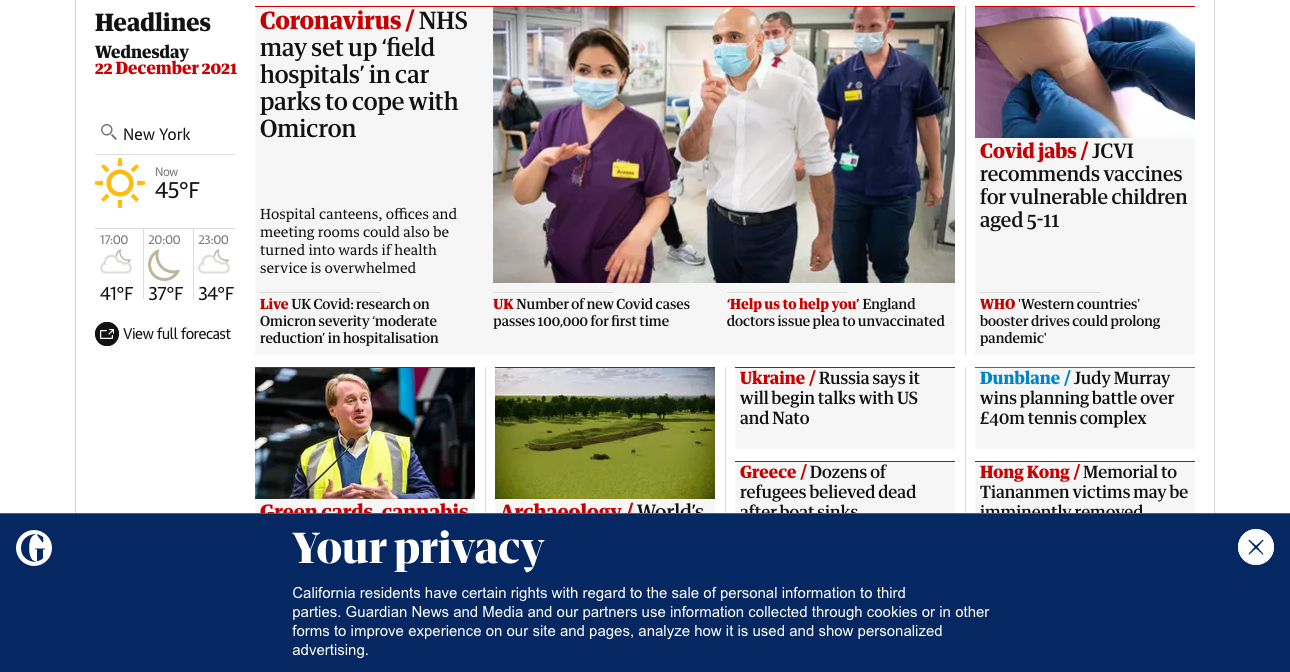 Headlines
Wednesday
22 December 2021
New York
Now
45°F
17:00
20:00
23:00
41°F
37°F
34°F
View full forecast
Coronavirus / NHS
may set up ‘field
hospitals’ in car
parks to cope with
Omicron
Hospital canteens, offices and
meeting rooms could also be
turned into wards if health
service is overwhelmed
Live UK Covid: research on
Omicron severity ‘moderate
reduction’ in hospitalisation
UK Number of new Covid cases
passes 100,000 for first time
‘Help us to help you’ England
doctors issue plea to unvaccinated
Covid jabs / JCVI
recommends vaccines
for vulnerable children
aged 5-11
WHO 'Western countries'
booster drives could prolong
pandemic'
Green cards, cannabis
Archaeology / World’s
Ukraine / Russia says it
will begin talks with US
and Nato
Greece / Dozens of
refugees believed dead
after boat sinks
Dunblane / Judy Murray
wins planning battle over
£40m tennis complex
Hong Kong / Memorial to
Tiananmen victims may be
imminently removed
G
Your privacy
California residents have certain rights with regard to the sale of personal information to third
parties. Guardian News and Media and our partners use information collected through cookies or in other
forms to improve experience on our site and pages, analyze how it is used and show personalized
advertising.